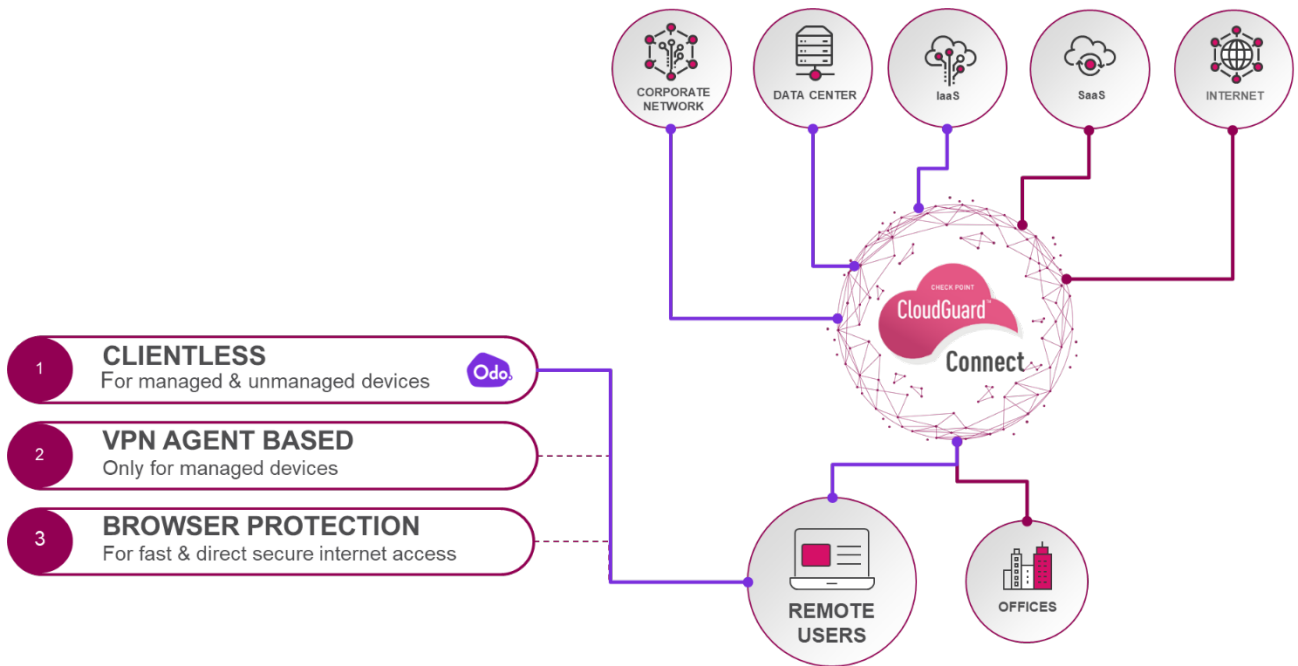 CORPORATE
NETWORK
DATA CENTER
IaaS
SaaS
INTERNET
CHECK POINT
CloudGuard™
Connect
1
CLIENTLESS
For managed & unmanaged devices
Odo.
2
VPN AGENT BASED
Only for managed devices
3
BROWSER PROTECTION
For fast & direct secure internet access
REMOTE
USERS
OFFICES